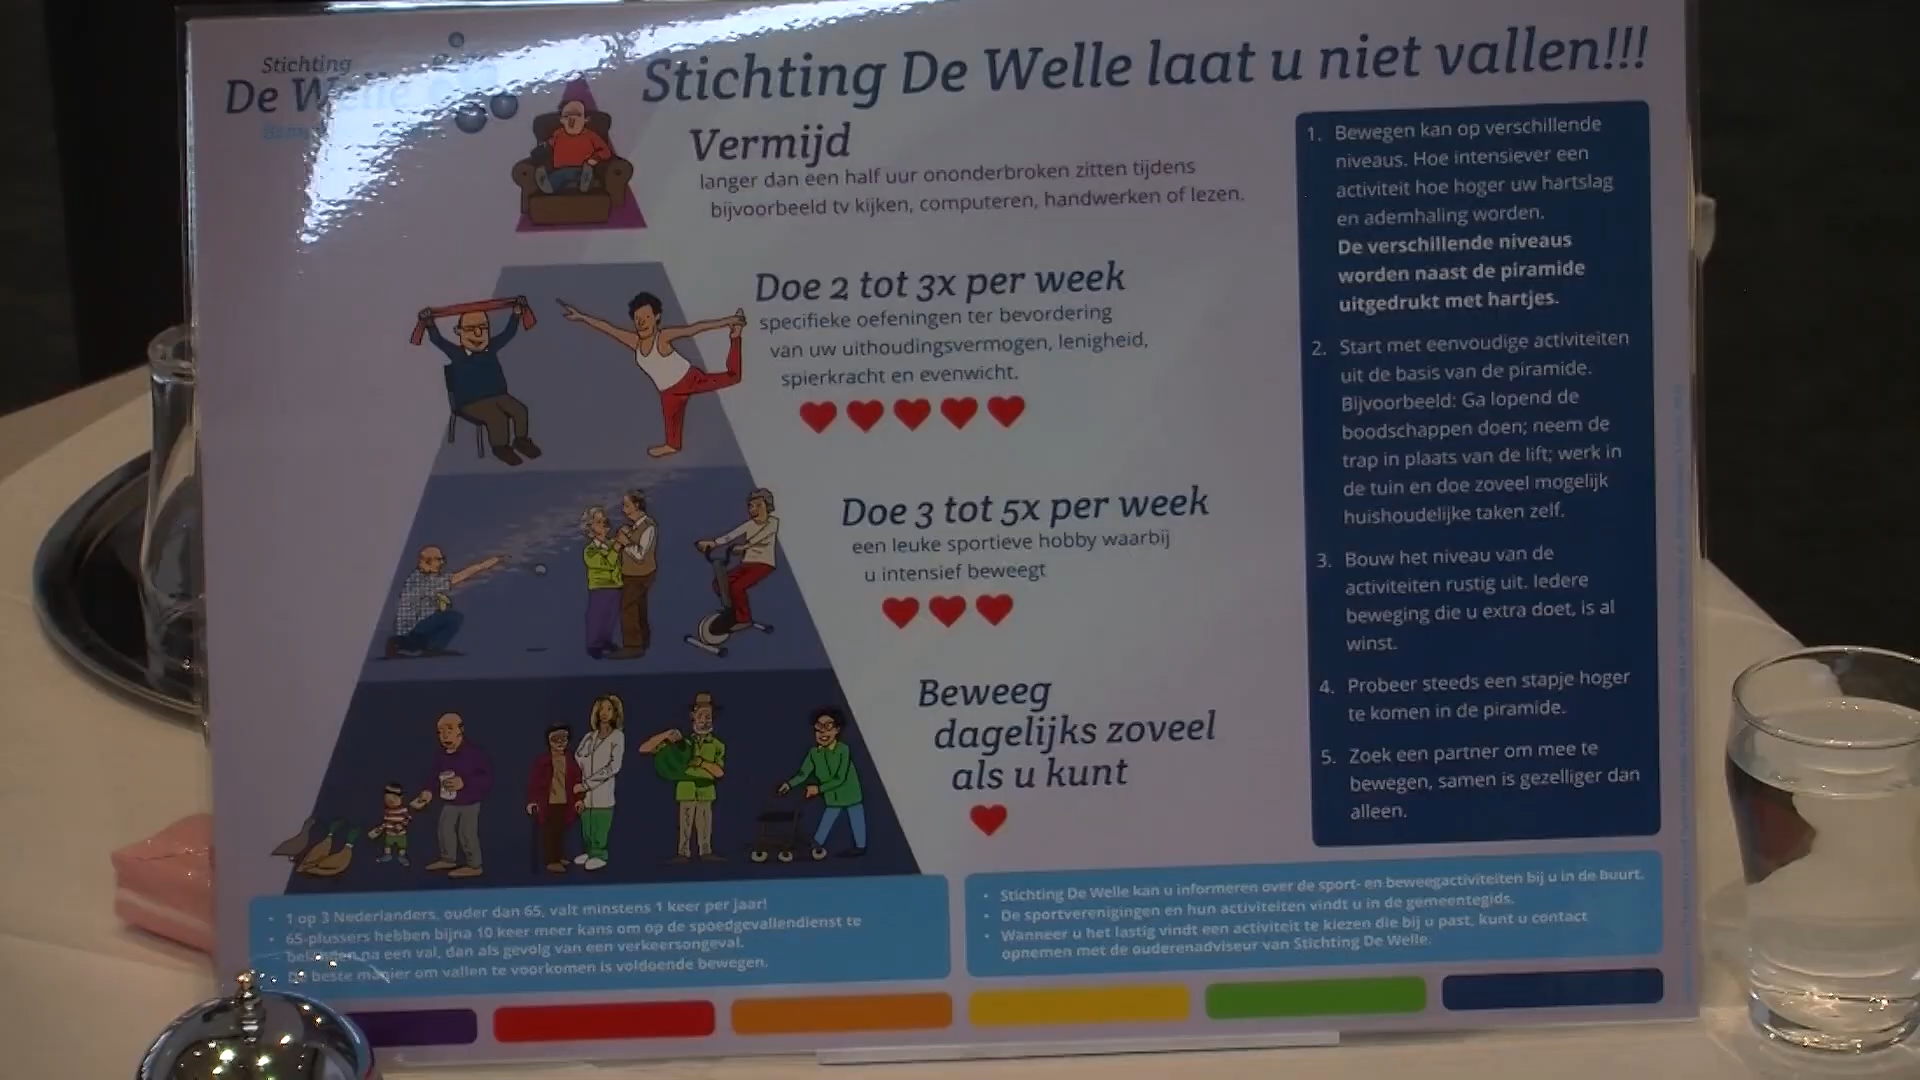 Stichting
De Welle
Stichting De Welle laat u niet vallen!!!
Vermijd
langer dan een half uur ononderbroken zitten tijdens
bijvoorbeeld tv kijken, computeren, handwerken of lezen.
Doe 2 tot 3x per week
specifieke oefeningen ter bevordering
van uw uithoudingsvermogen, lenigheid,
spierkracht en evenwicht.
Doe 3 tot 5x per week
een leuke sportieve hobby waarbij
u intensief beweegt
Beweeg
dagelijks zoveel
als u kunt
1. Bewegen kan op verschillende
niveaus. Hoe intensiever een
activiteit hoe hoger uw hartslag
en ademhaling worden.
De verschillende niveaus
worden naast de piramide
uitgedrukt met hartjes.
2. Start met eenvoudige activiteiten
uit de basis van de piramide.
Bijvoorbeeld: Ga lopend de
boodschappen doen; neem de
trap in plaats van de lift; werk in
de tuin en doe zoveel mogelijk
huishoudelijke taken zelf.
3. Bouw het niveau van de
activiteiten rustig uit. Iedere
beweging die u extra doet, is al
winst.
4. Probeer steeds een stapje hoger
te komen in de piramide.
5. Zoek een partner om mee te
bewegen, samen is gezelliger dan
alleen.
• 1 op 3 Nederlanders, ouder dan 65, valt minstens 1 keer per jaar!
• 65-plussers hebben bijna 10 keer meer kans om op de spoedgevallendienst te
belanden na een val, dan als gevolg van een verkeersongeval.
De beste manier om vallen te voorkomen is voldoende bewegen.
• Stichting De Welle kan u informeren over de sport- en beweegactiviteiten bij u in de buurt.
• De sportverenigingen en hun activiteiten vindt u in de gemeentegids.
• Wanneer u het lastig vindt een activiteit te kiezen die bij u past, kunt u contact
opnemen met de ouderenadviseur van Stichting De Welle.